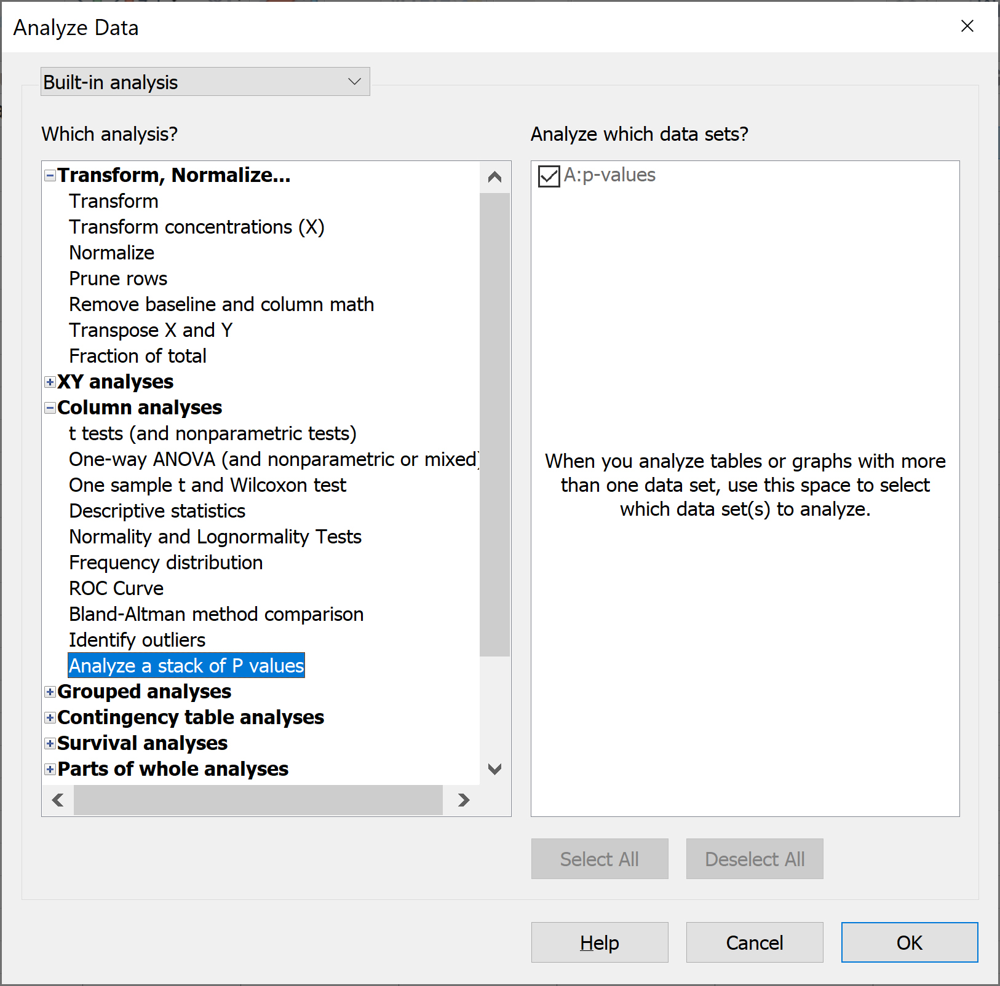 Analyze Data
Built-in analysis
Which analysis?
Transform, Normalize...
Transform
Transform concentrations (X)
Normalize
Prune rows
Remove baseline and column math
Transpose X and Y
Fraction of total
XY analyses
Column analyses
t tests (and nonparametric tests)
One-way ANOVA (and nonparametric or mixed)
One sample t and Wilcoxon test
Descriptive statistics
Normality and Lognormality Tests
Frequency distribution
ROC Curve
Bland-Altman method comparison
Identify outliers
Analyze a stack of P values
Grouped analyses
Contingency table analyses
Survival analyses
Parts of whole analyses
Analyze which data sets?
A:p-values
When you analyze tables or graphs with more
than one data set, use this space to select
which data set(s) to analyze.
Select All
Deselect All
Help
Cancel
OK